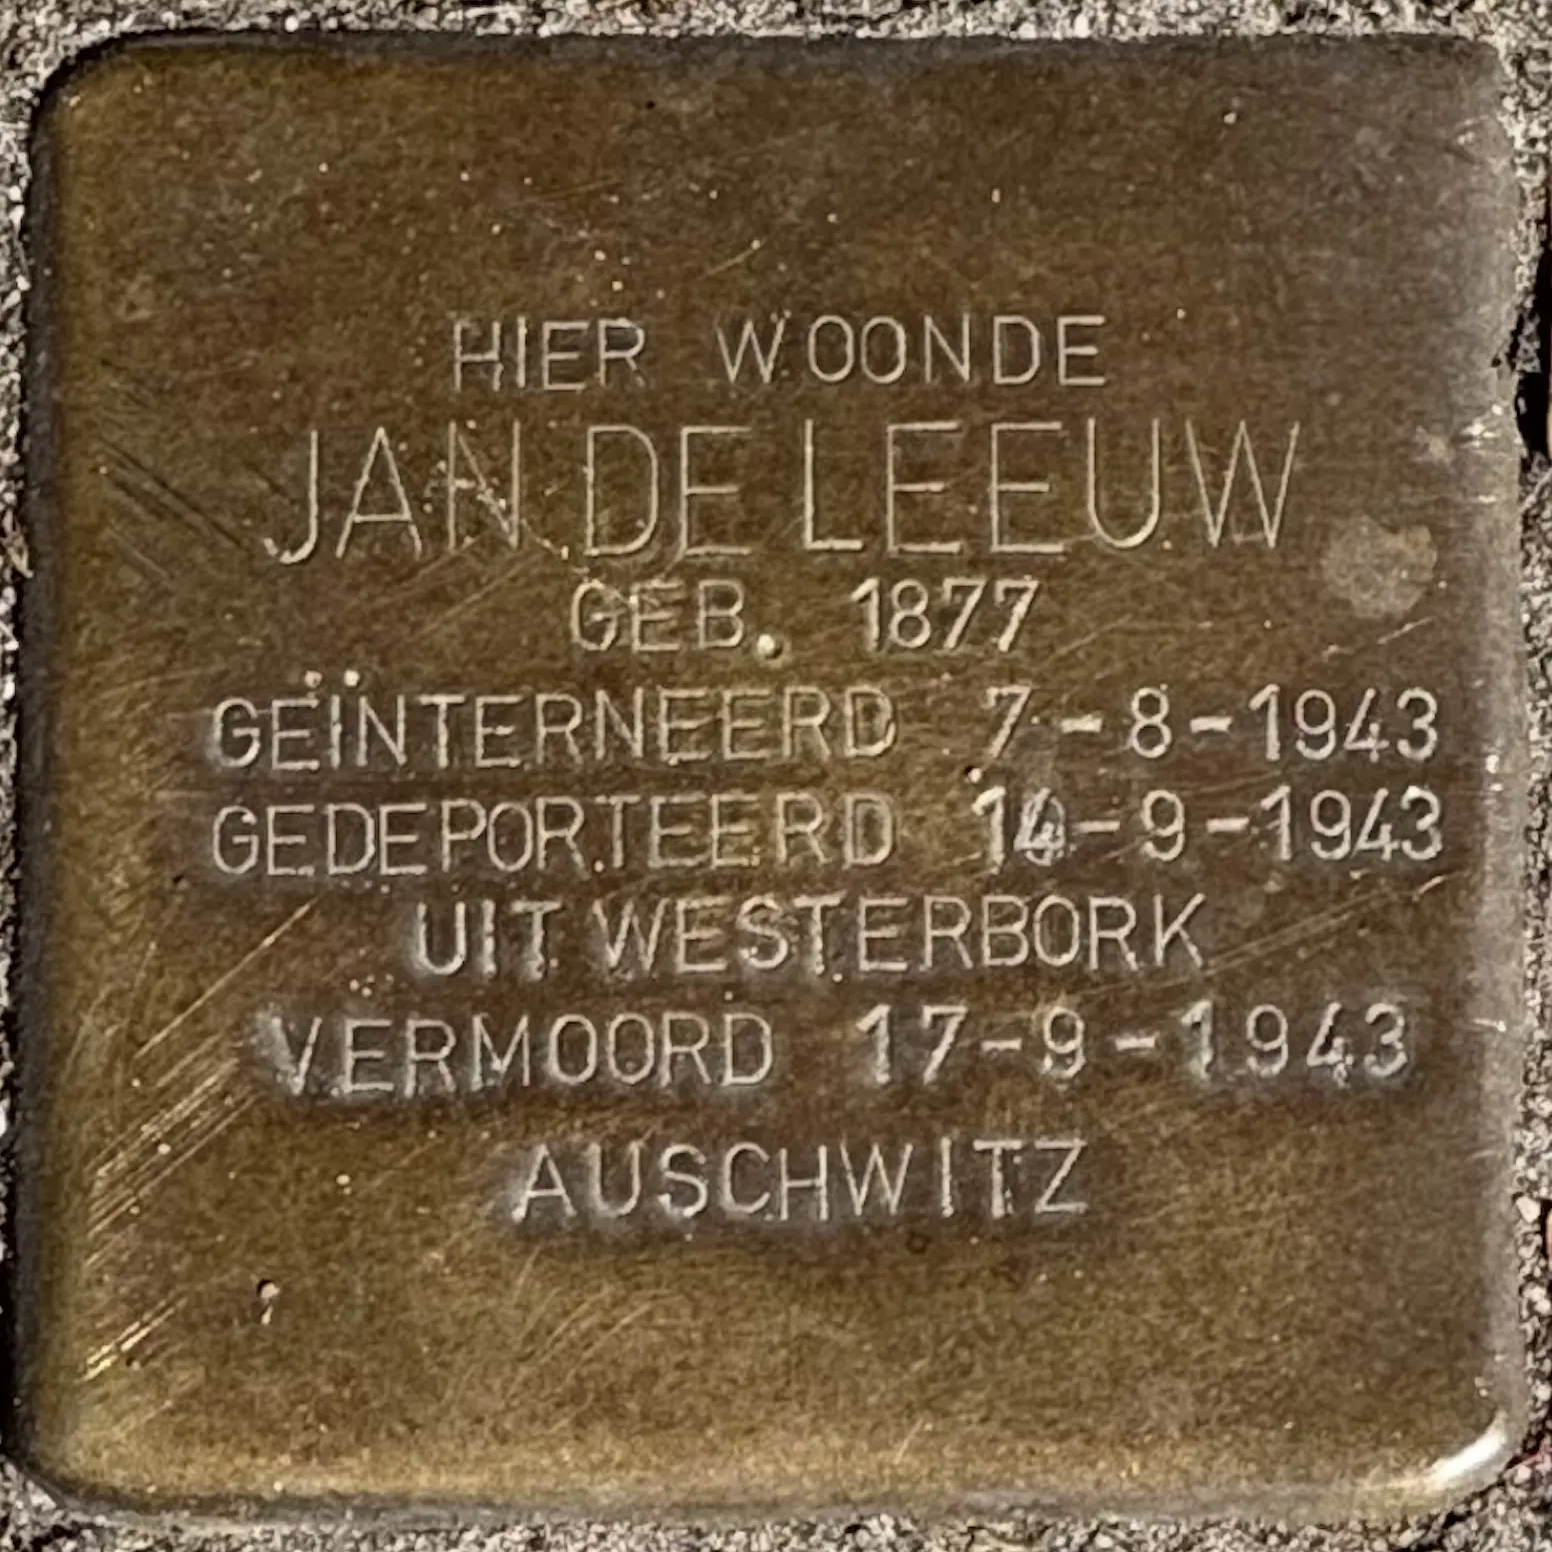 HIER WOONDE
JAN DE LEEUW
GEB. 1877
GEÏNTERNEERD 7-8-1943
GEDEPORTEERD 14-9-1943
UIT WESTERBORK
VERMOORD 17-9-1943
AUSCHWITZ